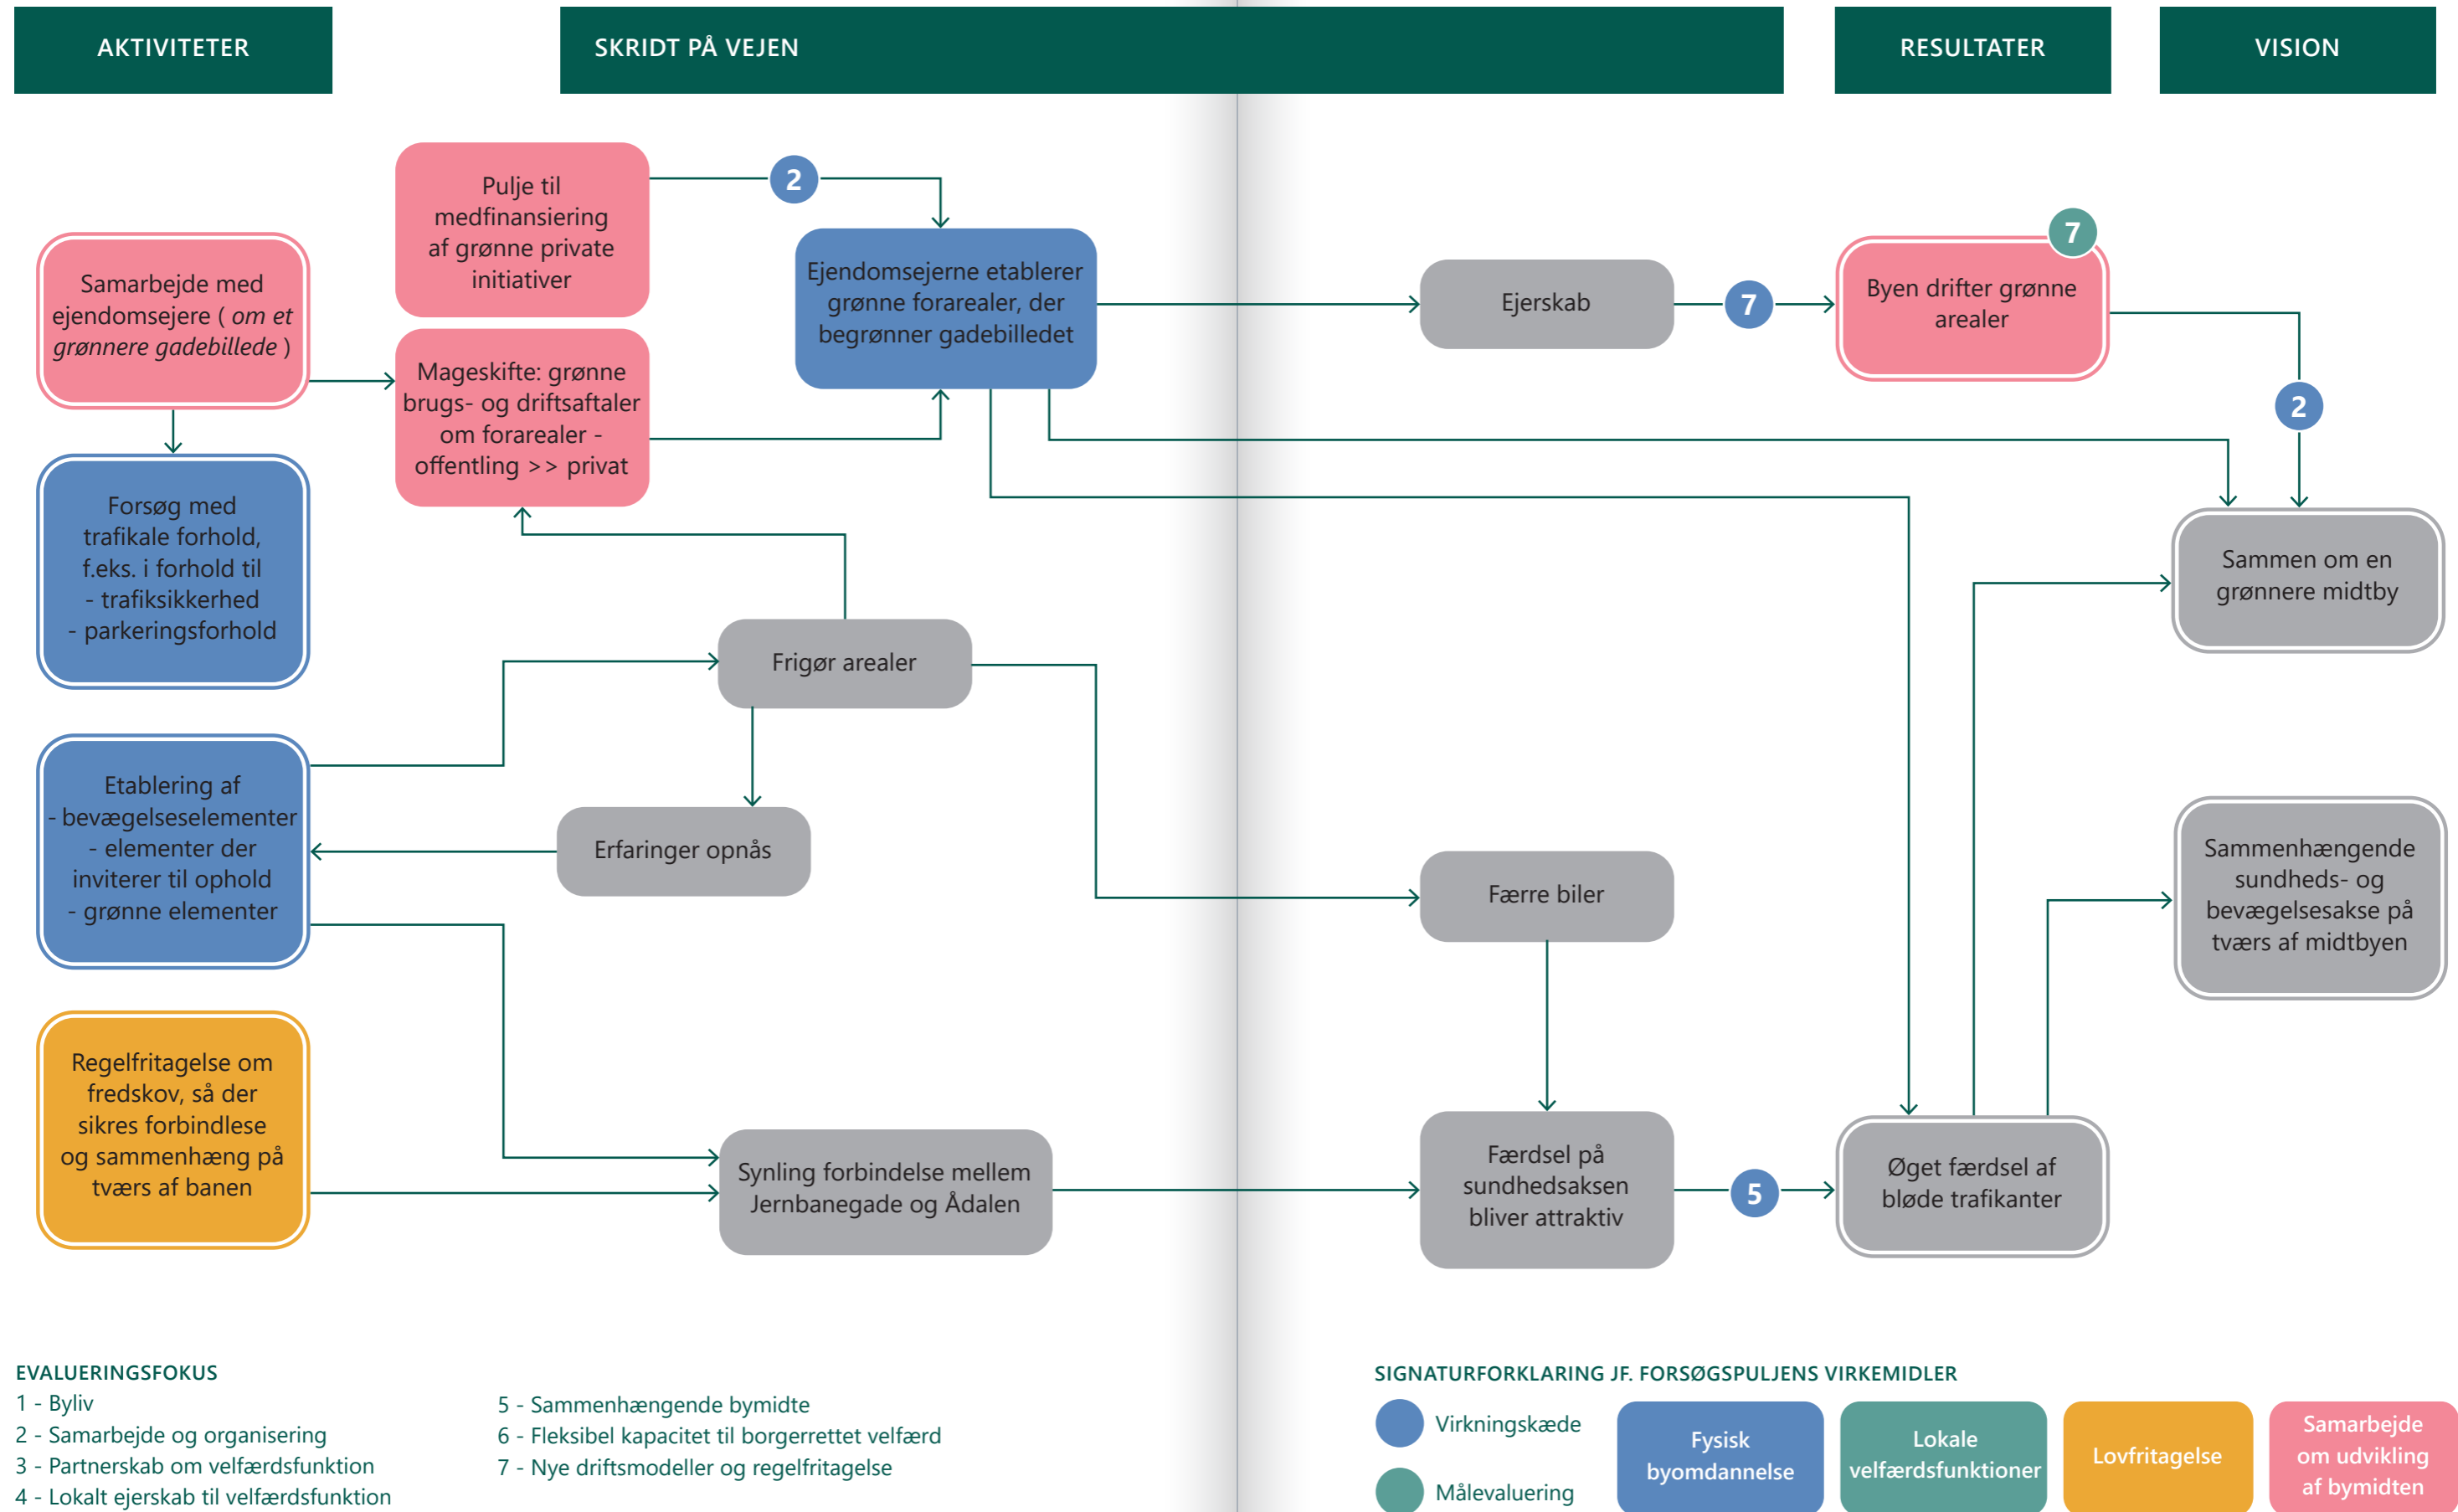 AKTIVITETER
SKRIDT PÅ VEJEN
RESULTATER
VISION
Samarbejde med
ejendomsejere ( om et
grønnere gadebillede )
Forsøg med
trafikale forhold,
f.eks. i forhold til
- trafiksikkerhed
- parkeringsforhold
Etablering af
- bevægelseselementer
- elementer der
inviterer til ophold
- grønne elementer
Regelfritagelse om
fredskov, så der
sikres forbindlese
og sammenhæng på
tværs af banen
Pulje til
medfinansiering
af grønne private
initiativer
Mageskifte: grønne
brugs- og driftsaftaler
om forarealer -
offentling >> privat
2
Ejendomsejerne etablerer
grønne forarealer, der
begrønner gadebilledet
Frigør arealer
Erfaringer opnås
Synling forbindelse mellem
Jernbanegade og Ådalen
Ejerskab
7
Færre biler
Færdsel på
sundhedsaksen
bliver attraktiv
5
7
Byen drifter grønne
arealer
Øget færdsel af
bløde trafikanter
2
Sammen om en
grønnere midtby
Sammenhængende
sundheds- og
bevægelsesakse på
tværs af midtbyen
EVALUERINGSFOKUS
1 - Byliv
2 - Samarbejde og organisering
3 - Partnerskab om velfærdsfunktion
4 - Lokalt ejerskab til velfærdsfunktion
5 - Sammenhængende bymidte
6 - Fleksibel kapacitet til borgerrettet velfærd
7 - Nye driftsmodeller og regelfritagelse
SIGNATURFORKLARING JF. FORSØGSPULJENS VIRKEMIDLER
Virkningskæde
Målevaluering
Fysisk
byomdannelse
Lokale
velfærdsfunktioner
Lovfritagelse
Samarbejde
om udvikling
af bymidten